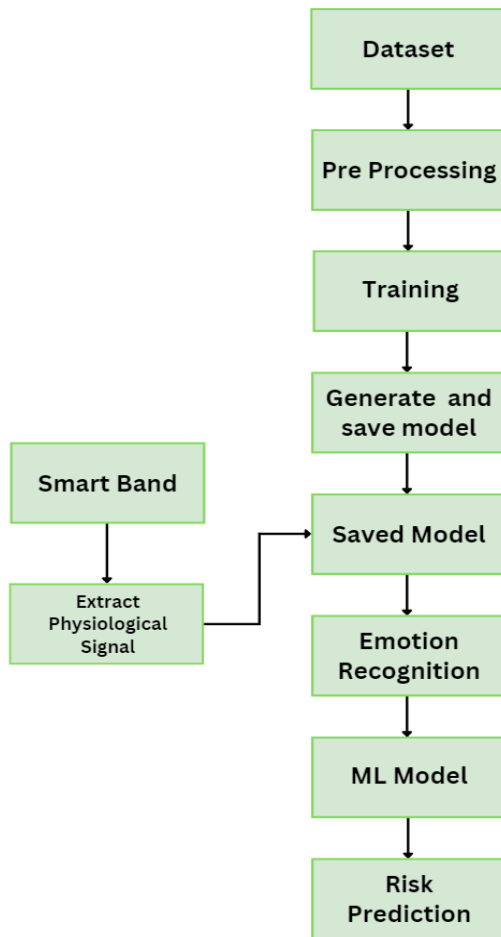 Dataset
Pre Processing
Training
Generate and
save model
Smart Band
Saved Model
Extract
Physiological
Signal
Emotion
Recognition
ML Model
Risk
Prediction